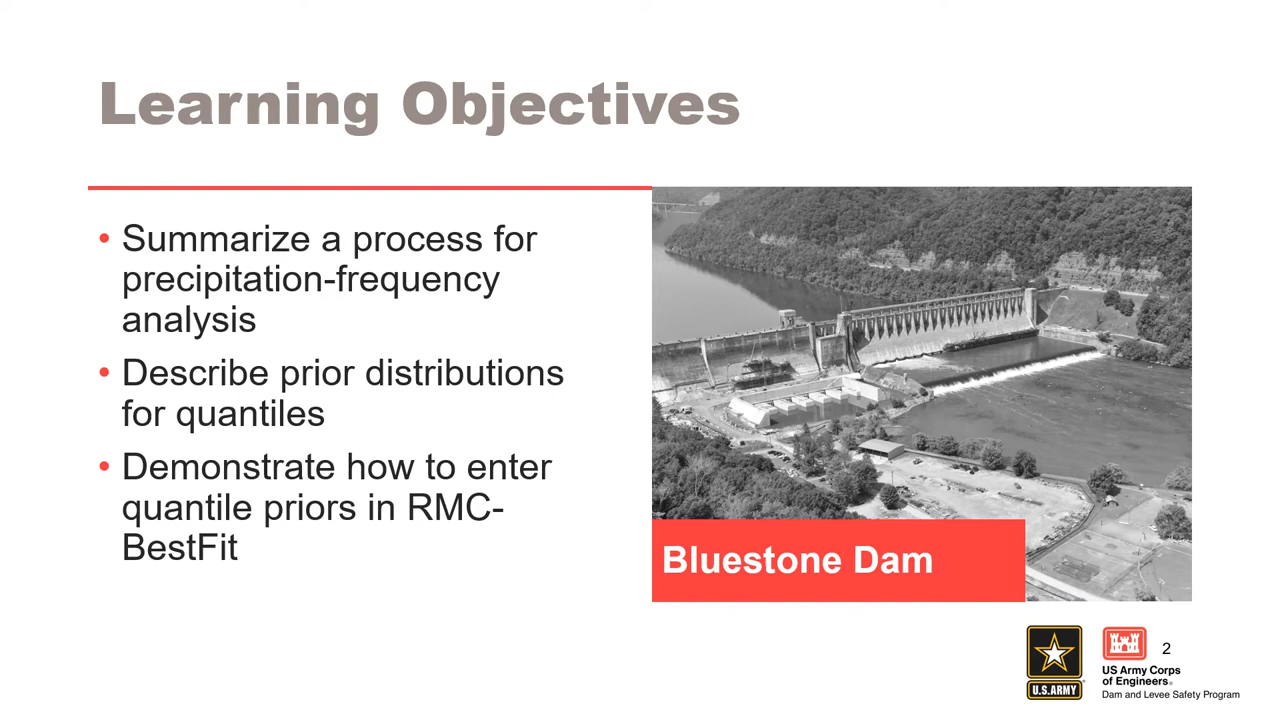 Learning Objectives
• Summarize a process for
precipitation-frequency
analysis
• Describe prior distributions
for quantiles
• Demonstrate how to enter
quantile priors in RMC-
BestFit
Bluestone Dam
U.S.ARMY
US Army Corps
of Engineers®
Dam and Levee Safety Program
2